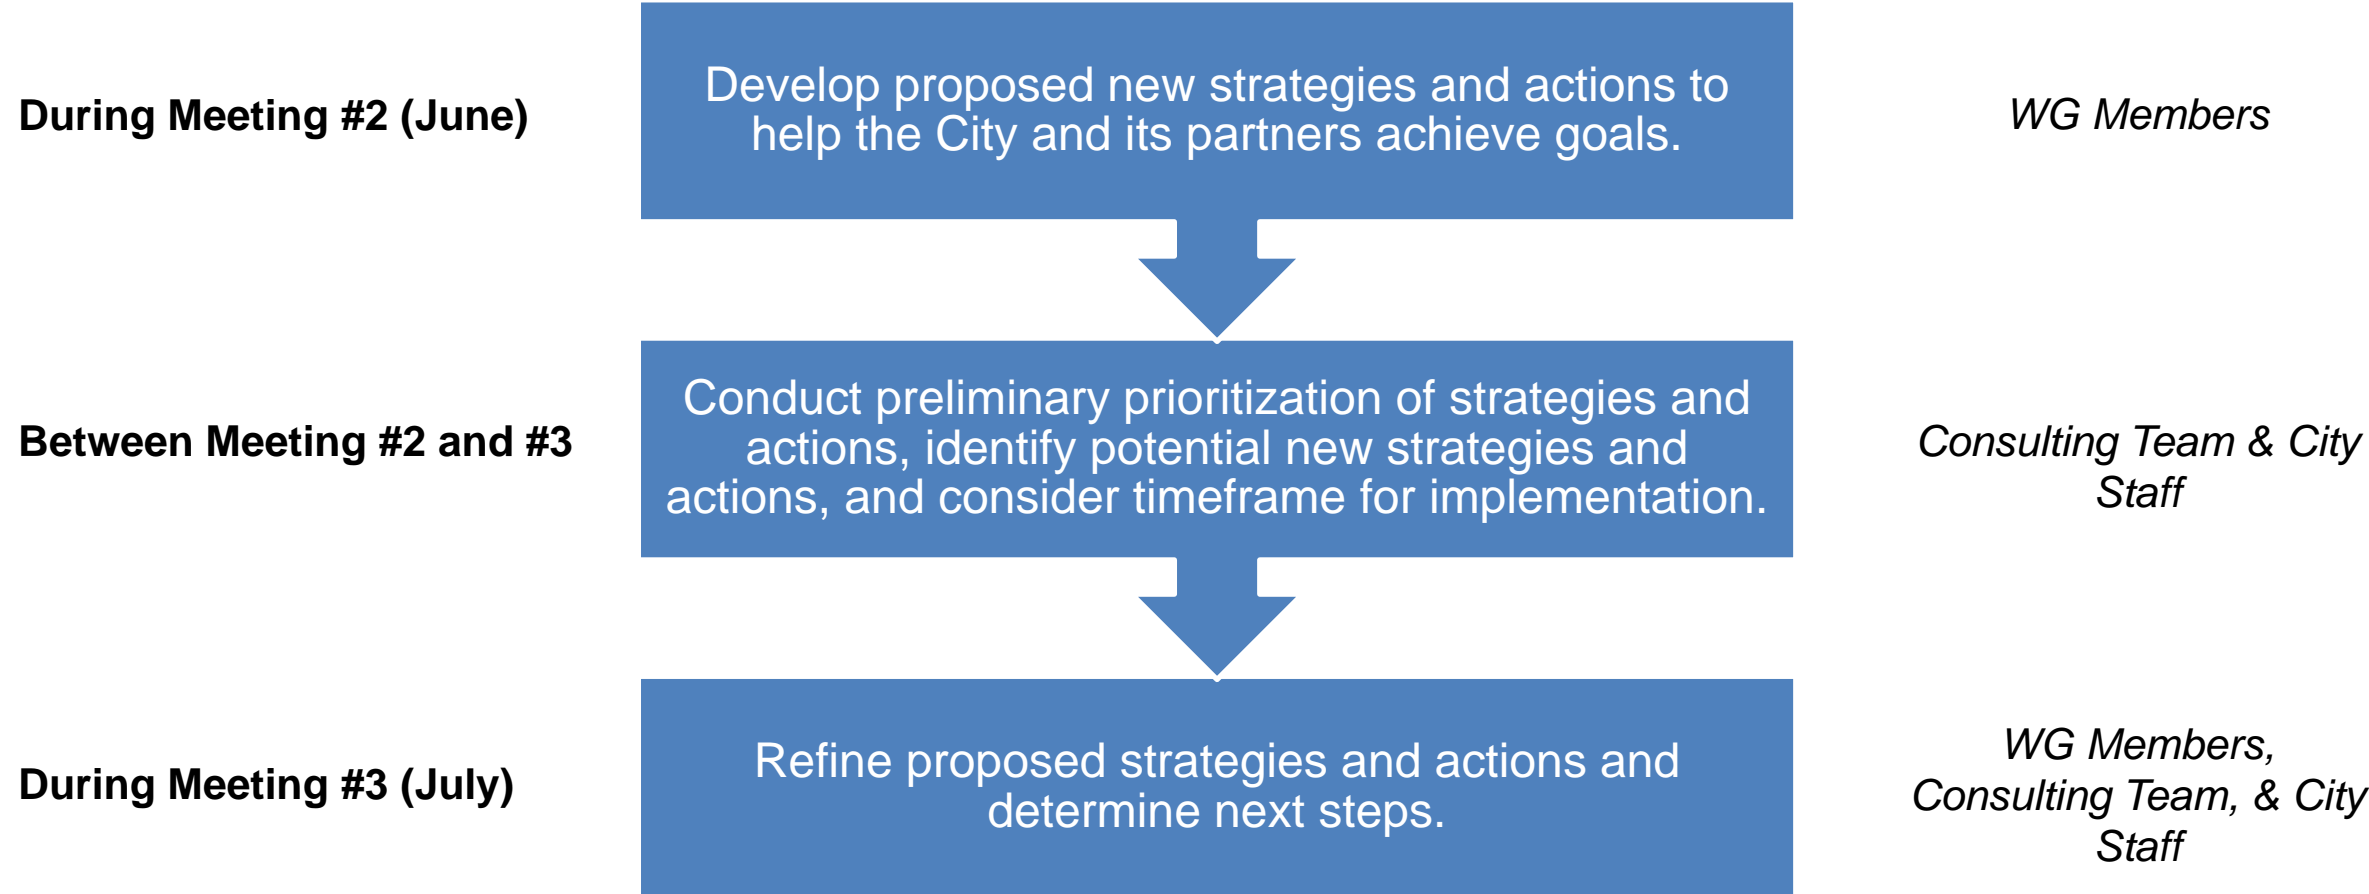 During Meeting #2 (June)
Develop proposed new strategies and actions to
help the City and its partners achieve goals.
WG Members
Between Meeting #2 and #3
Conduct preliminary prioritization of strategies and
actions, identify potential new strategies and
actions, and consider timeframe for implementation.
Consulting Team & City
Staff
During Meeting #3 (July)
Refine proposed strategies and actions and
determine next steps.
WG Members,
Consulting Team, & City
Staff